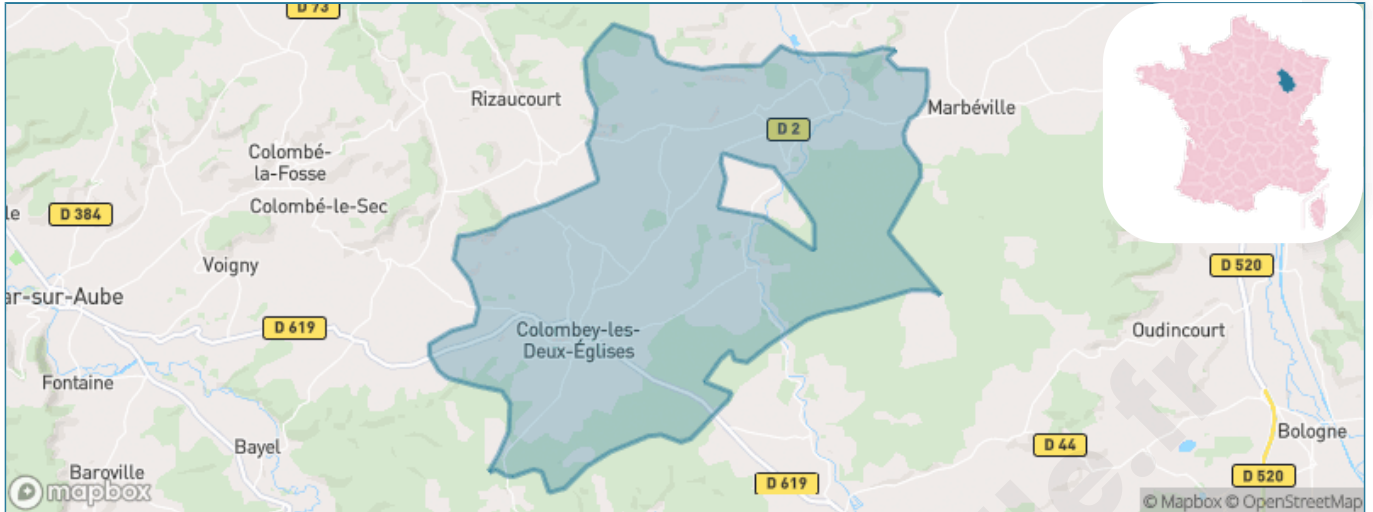 D 73
Rizaucourt
Marbéville
D 2
Colombé-
la-Fosse
D 384
Colombé-le-Sec
Voigny
D 520
ar-sur-Aube
D 619
Colombey-les-
Deux-Églises
Oudincourt
Fontaine
Bayel
D 44
Bologne
Baroville
D 619
D 520
mapbox
© Mapbox © OpenStreetMap